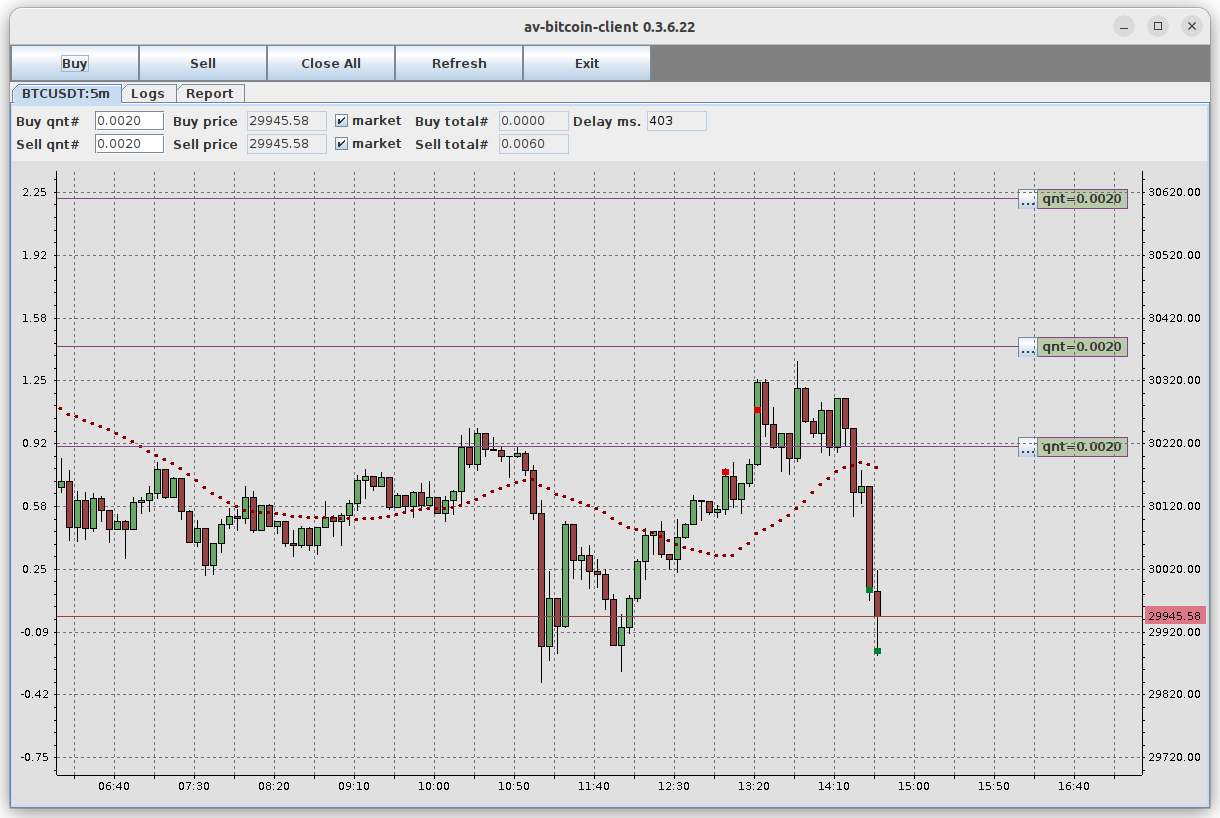 av-bitcoin-client 0.3.6.22
Buy Sell Close All Refresh Exit
BTCUSDT:5m Logs Report
Buy qnt# 0.0020 Buy price 29945.58 market Buy total# 0.0000 Delay ms. 403
Sell qnt# 0.0020 Sell price 29945.58 market Sell total# 0.0060
2.25 ... qnt=0.0020 30620.00
1.92 30520.00
1.58 30420.00
... qnt=0.0020
1.25 30320.00
0.92 ... qnt=0.0020 30220.00
0.58 30120.00
0.25 30020.00
29945.58
-0.09 29920.00
-0.42 29820.00
-0.75 29720.00
06:40 07:30 08:20 09:10 10:00 10:50 11:40 12:30 13:20 14:10 15:00 15:50 16:40